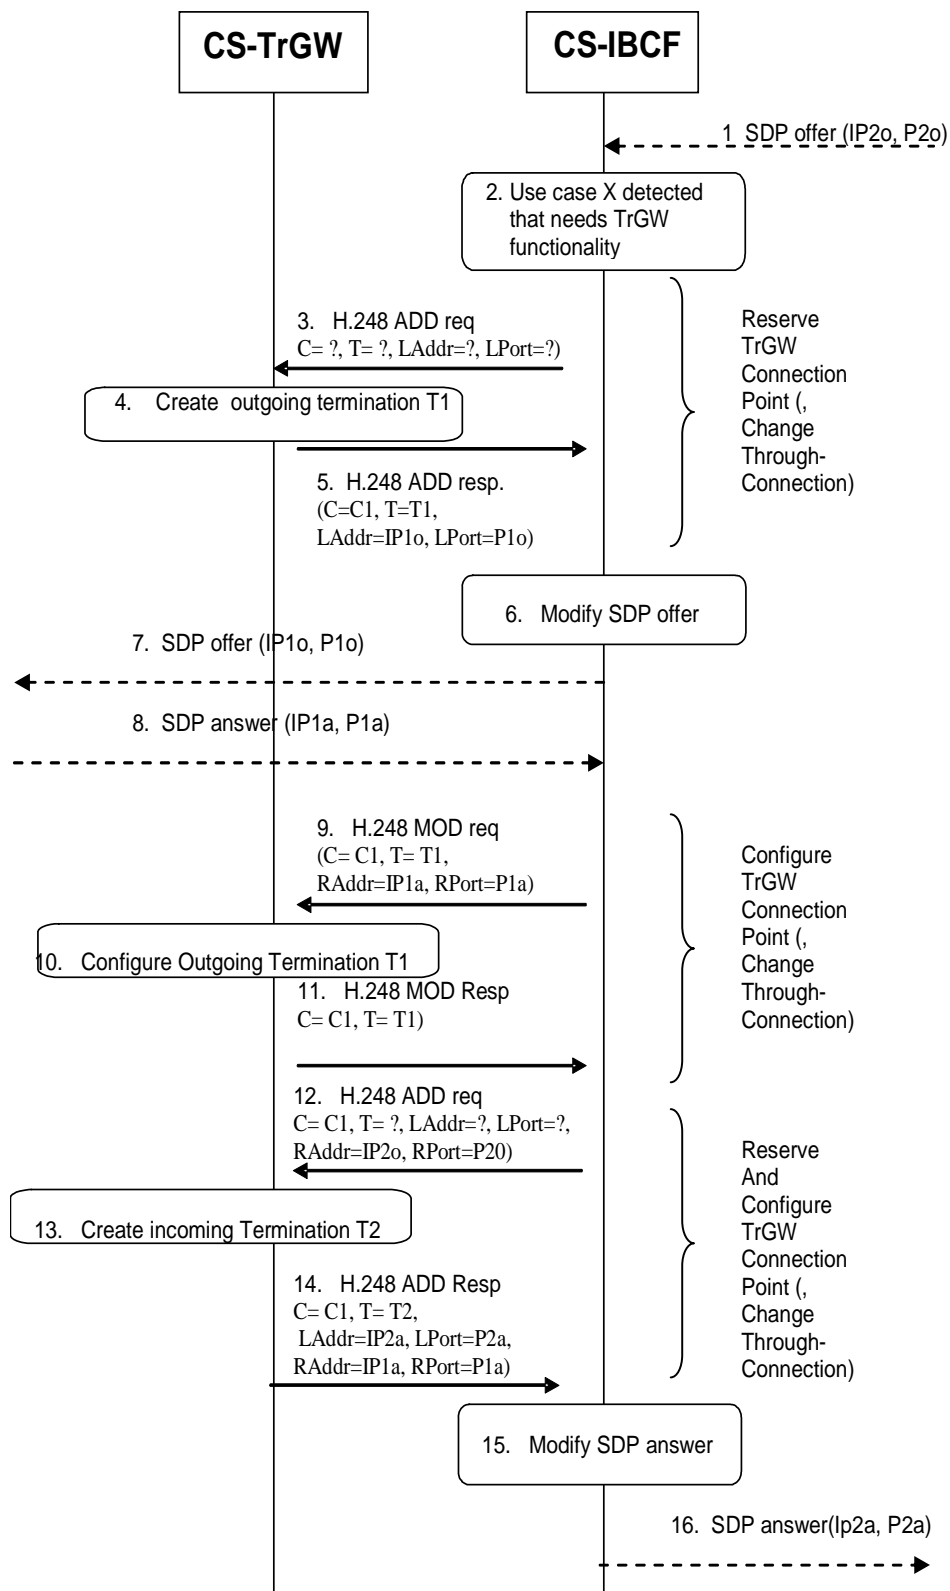 CS-TrGW
CS-IBCF
1 SDP offer (IP2o, P2o)
2. Use case X detected
that needs TrGW
functionality
3. H.248 ADD req
C= ?, T= ?, LAddr=?, LPort=?)
Reserve
TrGW
Connection
Point (,
Change
Through-
Connection)
4. Create outgoing termination T1
5. H.248 ADD resp.
(C=C1, T=T1,
LAddr=IP1o, LPort=P1o)
6. Modify SDP offer
7. SDP offer (IP1o, P1o)
8. SDP answer (IP1a, P1a)
9. H.248 MOD req
(C= C1, T= T1,
RAddr=IP1a, RPort=P1a)
Configure
TrGW
Connection
Point (,
Change
Through-
Connection)
10. Configure Outgoing Termination T1
11. H.248 MOD Resp
C= C1, T= T1)
12. H.248 ADD req
C= C1, T= ?, LAddr=?, LPort=?,
RAddr=IP2o, RPort=P20)
Reserve
And
Configure
TrGW
Connection
Point (,
Change
Through-
Connection)
13. Create incoming Termination T2
14. H.248 ADD Resp
C= C1, T= T2,
LAddr=IP2a, LPort=P2a,
RAddr=IP1a, RPort=P1a)
15. Modify SDP answer
16. SDP answer(Ip2a, P2a)